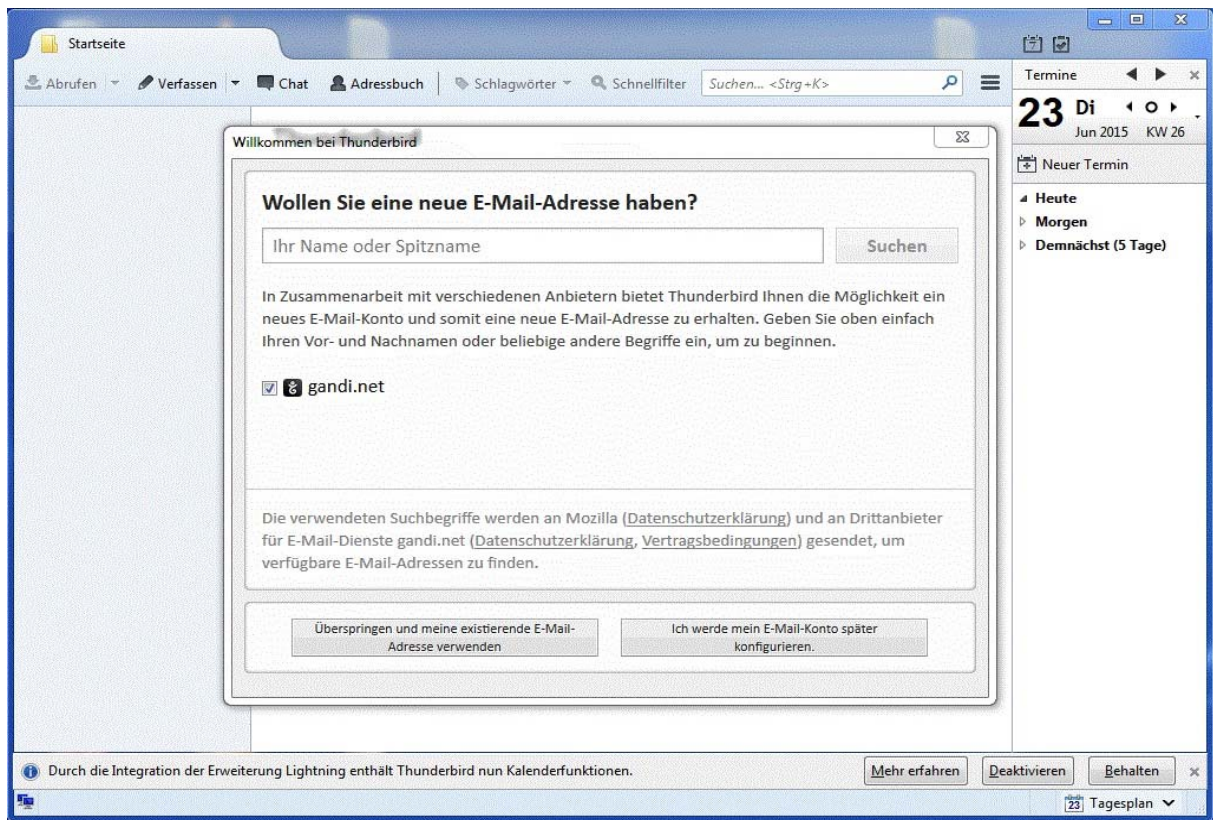 Startseite
Abrufen Verfassen Chat Adressbuch Schlagwörter Schnellfilter Suchen... <Strg+K>
Termine
23 Di
Jun 2015 KW 26
Neuer Termin
Heute
Morgen
Demnächst (5 Tage)
Willkommen bei Thunderbird
Wollen Sie eine neue E-Mail-Adresse haben?
Ihr Name oder Spitzname Suchen
In Zusammenarbeit mit verschiedenen Anbietern bietet Thunderbird Ihnen die Möglichkeit ein
neues E-Mail-Konto und somit eine neue E-Mail-Adresse zu erhalten. Geben Sie oben einfach
Ihren Vor- und Nachnamen oder beliebige andere Begriffe ein, um zu beginnen.
gandi.net
Die verwendeten Suchbegriffe werden an Mozilla (Datenschutzerklärung) und an Drittanbieter
für E-Mail-Dienste gandi.net (Datenschutzerklärung, Vertragsbedingungen) gesendet, um
verfügbare E-Mail-Adressen zu finden.
Überspringen und meine existierende E-Mail-
Adresse verwenden
Ich werde mein E-Mail-Konto später
konfigurieren.
Durch die Integration der Erweiterung Lightning enthält Thunderbird nun Kalenderfunktionen. Mehr erfahren Deaktivieren Behalten
23 Tagesplan